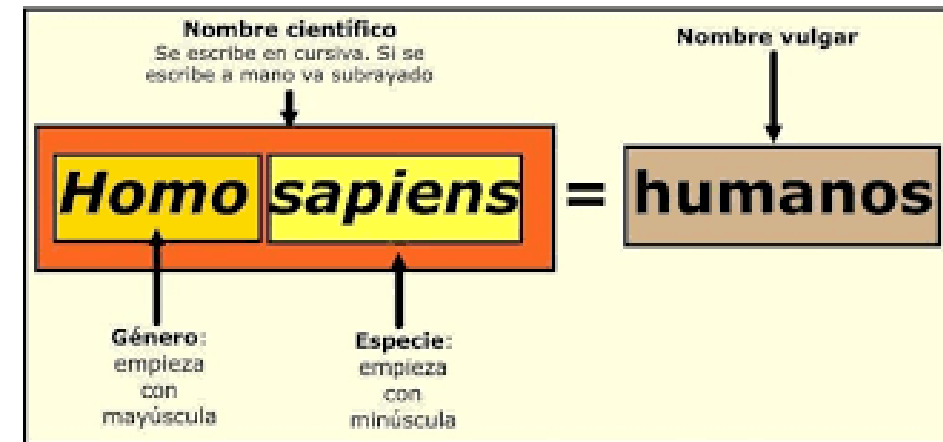 Nombre científico
Se escribe en cursiva. Si se
escribe a mano va subrayado
Nombre vulgar
Homo sapiens = humanos
Género:
empieza
con
mayúscula
Especie:
empieza
con
minúscula